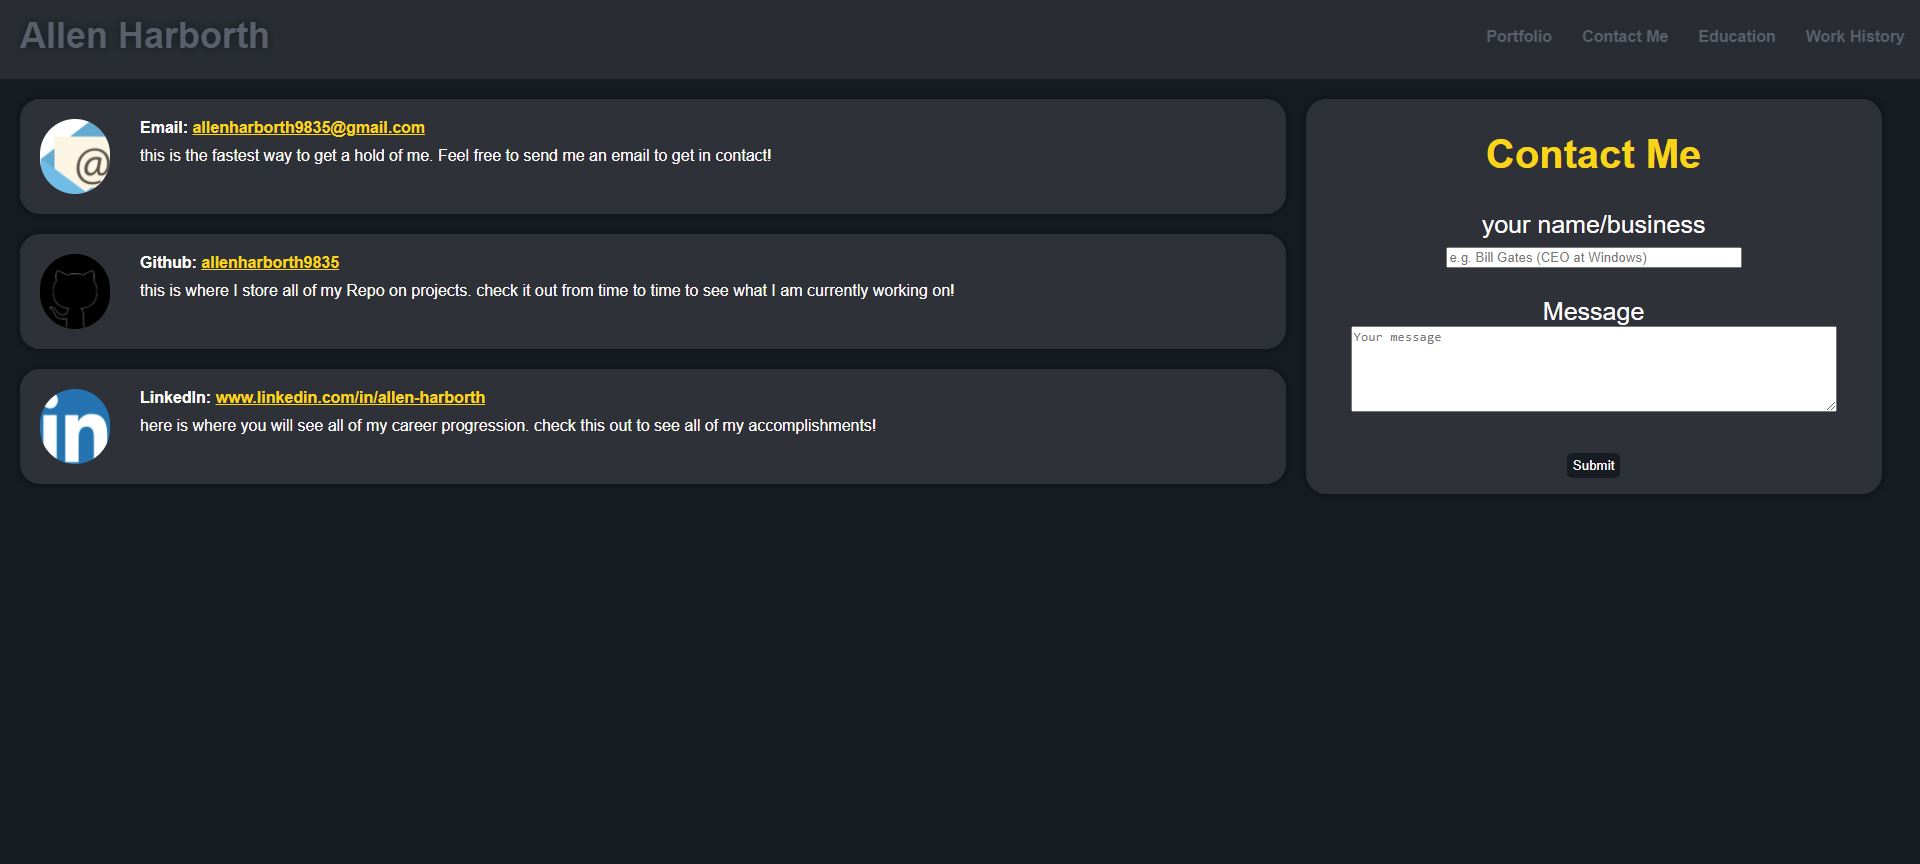 Allen Harborth
Portfolio Contact Me Education Work History
Email: allenharborth9835@gmail.com
this is the fastest way to get a hold of me. Feel free to send me an email to get in contact!
Github: allenharborth9835
this is where I store all of my Repo on projects. check it out from time to time to see what I am currently working on!
in
LinkedIn: www.linkedin.com/in/allen-harborth
here is where you will see all of my career progression. check this out to see all of my accomplishments!
Contact Me
your name/business
e.g. Bill Gates (CEO at Windows)
Message
Your message
Submit